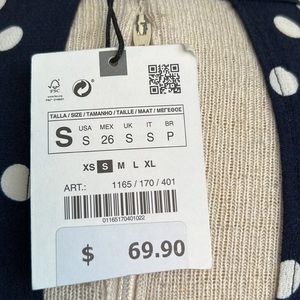 FSC
TALLA / SIZE / TAMANHO / TAILLE / MAAT / ΜΕΓΕΘΟΣ
S
USA MEX UK IT BR
S 26 S S P
XS S M L XL
ART.: 1165 / 170 / 401
01165170401022
$ 69.90